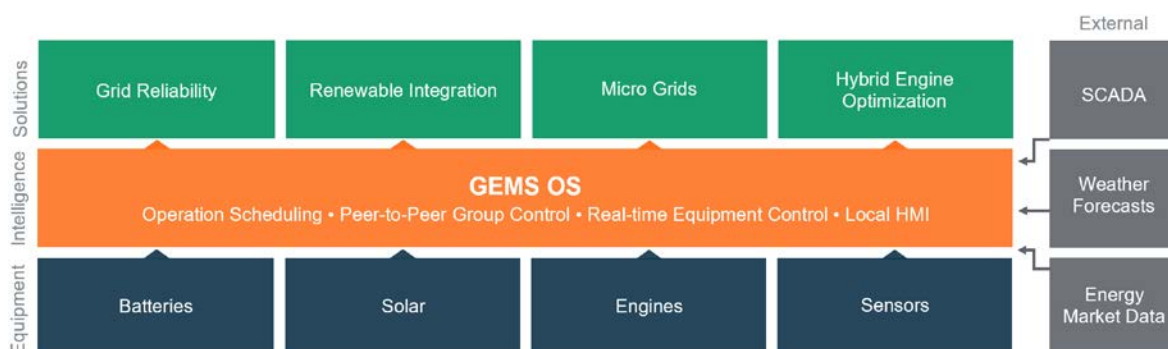 External
Solutions
Grid Reliability
Renewable Integration
Micro Grids
Hybrid Engine
Optimization
SCADA
Intelligence
GEMS OS
Operation Scheduling • Peer-to-Peer Group Control • Real-time Equipment Control • Local HMI
Weather
Forecasts
Equipment
Batteries
Solar
Engines
Sensors
Energy
Market Data